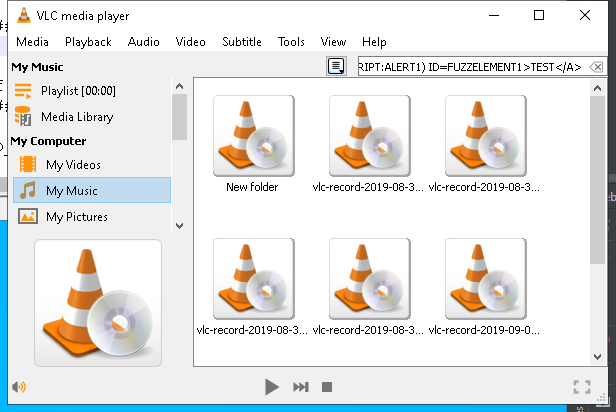 VLC media player
Media Playback Audio Video Subtitle Tools View Help
My Music
RIPT:ALERT1) ID=FUZZELEMENT1>TEST</A>
Playlist [00:00]
Media Library
My Computer
My Videos
My Music
My Pictures
New folder
vlc-record-2019-08-3...
vlc-record-2019-08-3...
vlc-record-2019-08-3...
vlc-record-2019-08-3...
vlc-record-2019-09-0...